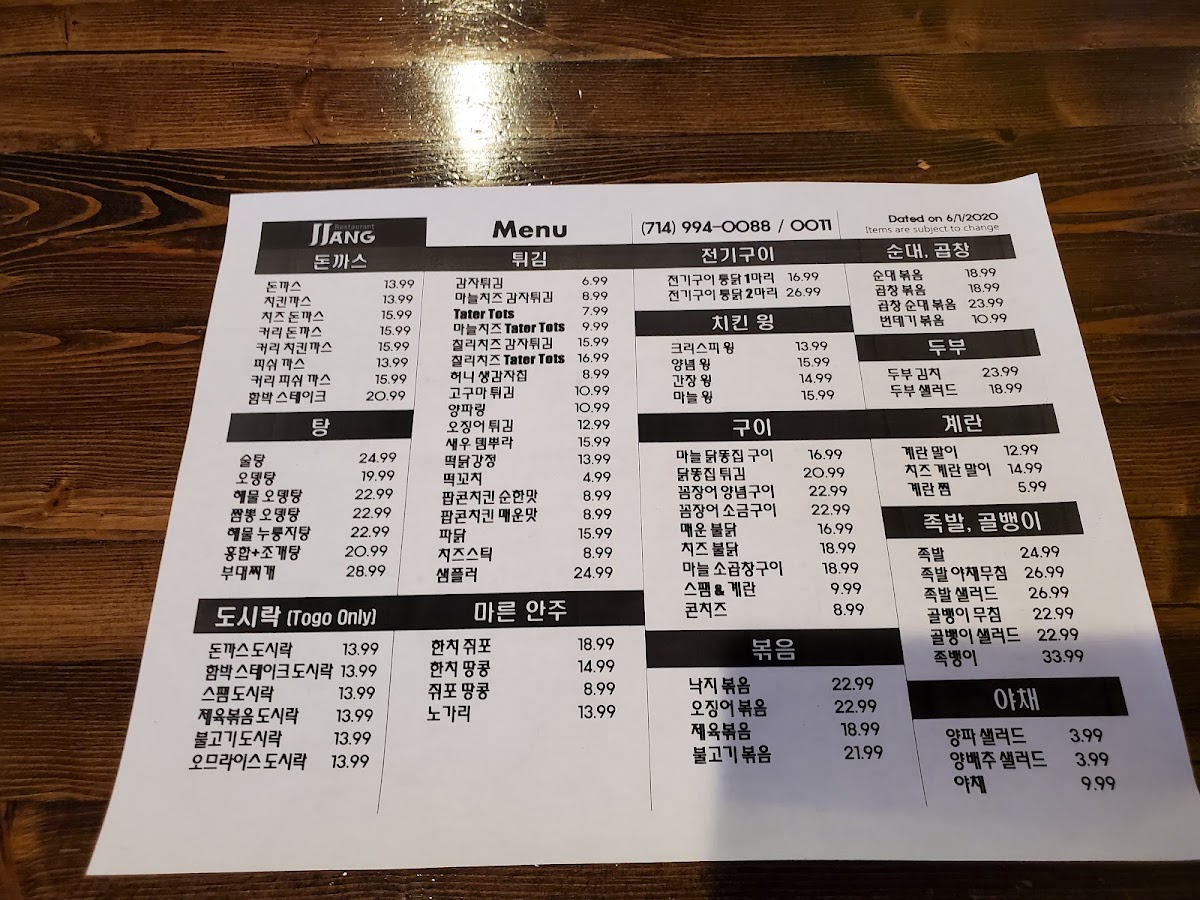 Restaurant
JJANG
Menu
(714) 994-0088 / 0011
Dated on 6/1/2020
Items are subject to change
돈까스
돈까스 13.99
치킨까스 13.99
치즈 돈까스 15.99
커리 돈까스 15.99
커리 치킨까스 15.99
피쉬 까스 13.99
커리 피쉬 까스 15.99
함박 스테이크 20.99
탕
술탕 24.99
오뎅탕 19.99
해물 오뎅탕 22.99
짬뽕 오뎅탕 22.99
해물 누룽지탕 22.99
홍합+조개탕 20.99
부대찌개 28.99
도시락 (Togo Only)
돈까스 도시락 13.99
함박 스테이크 도시락 13.99
스팸 도시락 13.99
제육볶음 도시락 13.99
불고기 도시락 13.99
오므라이스 도시락 13.99
튀김
감자튀김 6.99
마늘치즈 감자튀김 8.99
Tater Tots 7.99
마늘치즈 Tater Tots 9.99
칠리치즈 감자튀김 15.99
칠리치즈 Tater Tots 16.99
허니 생감자칩 8.99
고구마 튀김 10.99
양파링 10.99
오징어 튀김 12.99
새우 뎀뿌라 15.99
떡닭강정 13.99
떡꼬치 4.99
팝콘치킨 순한맛 8.99
팝콘치킨 매운맛 8.99
파닭 15.99
치즈스틱 8.99
샘플러 24.99
마른 안주
한치 쥐포 18.99
한치 땅콩 14.99
쥐포 땅콩 8.99
노가리 13.99
전기구이
전기구이 통닭 1마리 16.99
전기구이 통닭 2마리 26.99
치킨 윙
크리스피 윙 13.99
양념 윙 15.99
간장 윙 14.99
마늘 윙 15.99
구이
마늘 닭똥집 구이 16.99
닭똥집 튀김 20.99
꼼장어 양념구이 22.99
꼼장어 소금구이 22.99
매운 불닭 16.99
치즈 불닭 18.99
마늘 소곱창구이 18.99
스팸 & 계란 9.99
콘치즈 8.99
볶음
낙지 볶음 22.99
오징어 볶음 22.99
제육볶음 18.99
불고기 볶음 21.99
순대, 곱창
순대 볶음 18.99
곱창 볶음 18.99
곱창 순대 볶음 23.99
번데기 볶음 10.99
두부
두부 김치 23.99
두부 샐러드 18.99
계란
계란 말이 12.99
치즈 계란 말이 14.99
계란 찜 5.99
족발, 골뱅이
족발 24.99
족발 야채무침 26.99
족발 샐러드 26.99
골뱅이 무침 22.99
골뱅이 샐러드 22.99
족뱅이 33.99
야채
양파 샐러드 3.99
양배추 샐러드 3.99
야채 9.99